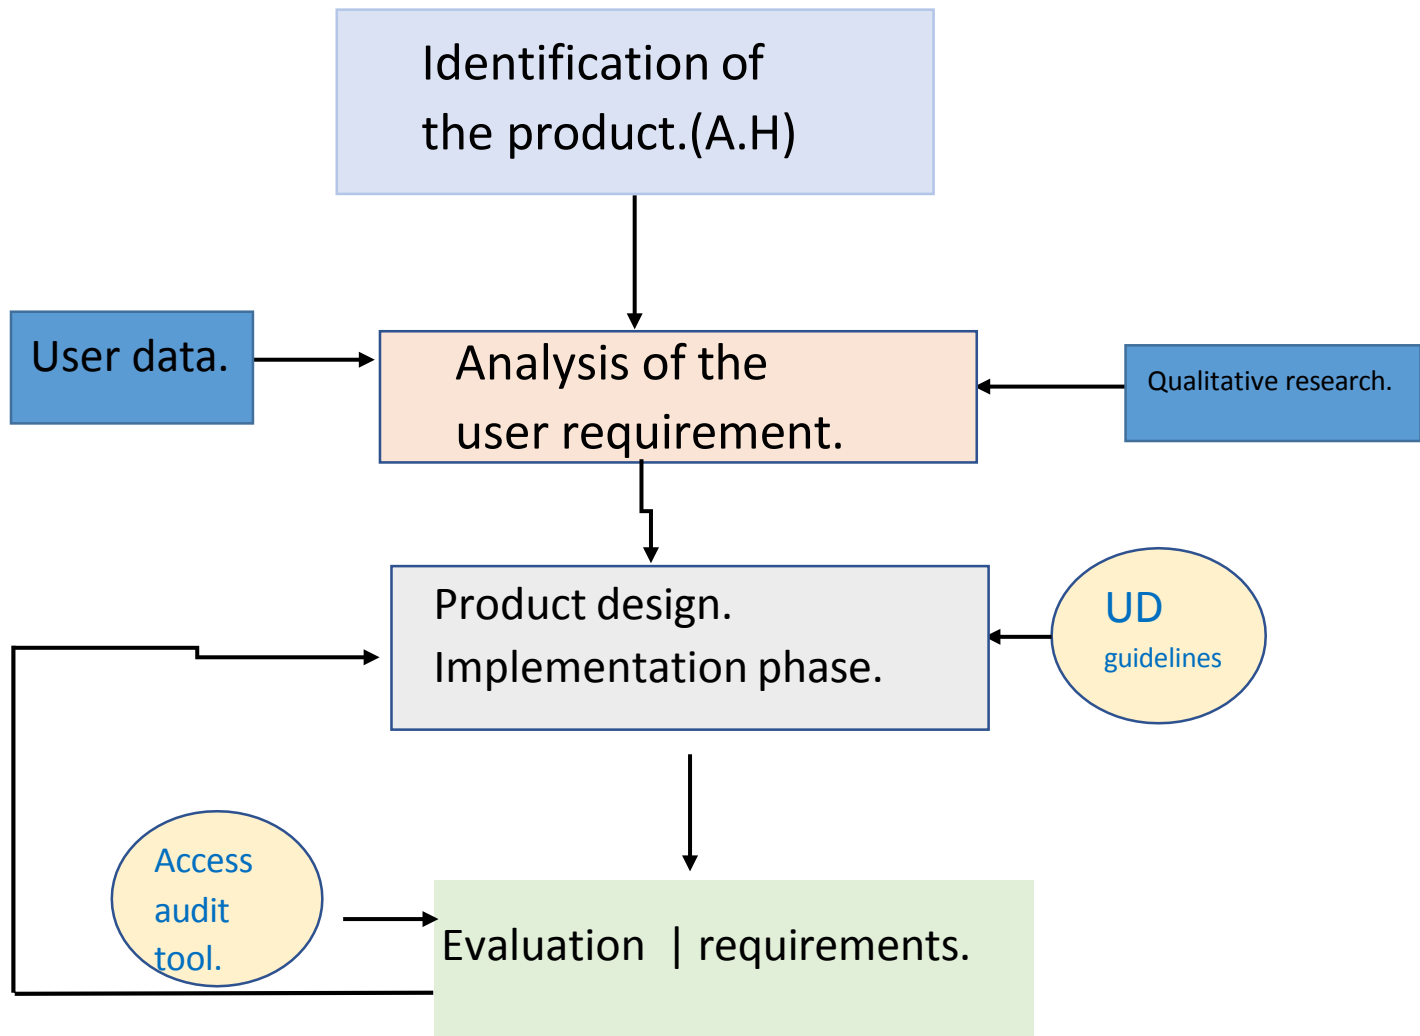 Identification of
the product.(A.H)
User data.
Analysis of the
user requirement.
Qualitative research.
Product design.
Implementation phase.
UD
guidelines
Access
audit
tool.
Evaluation | requirements.